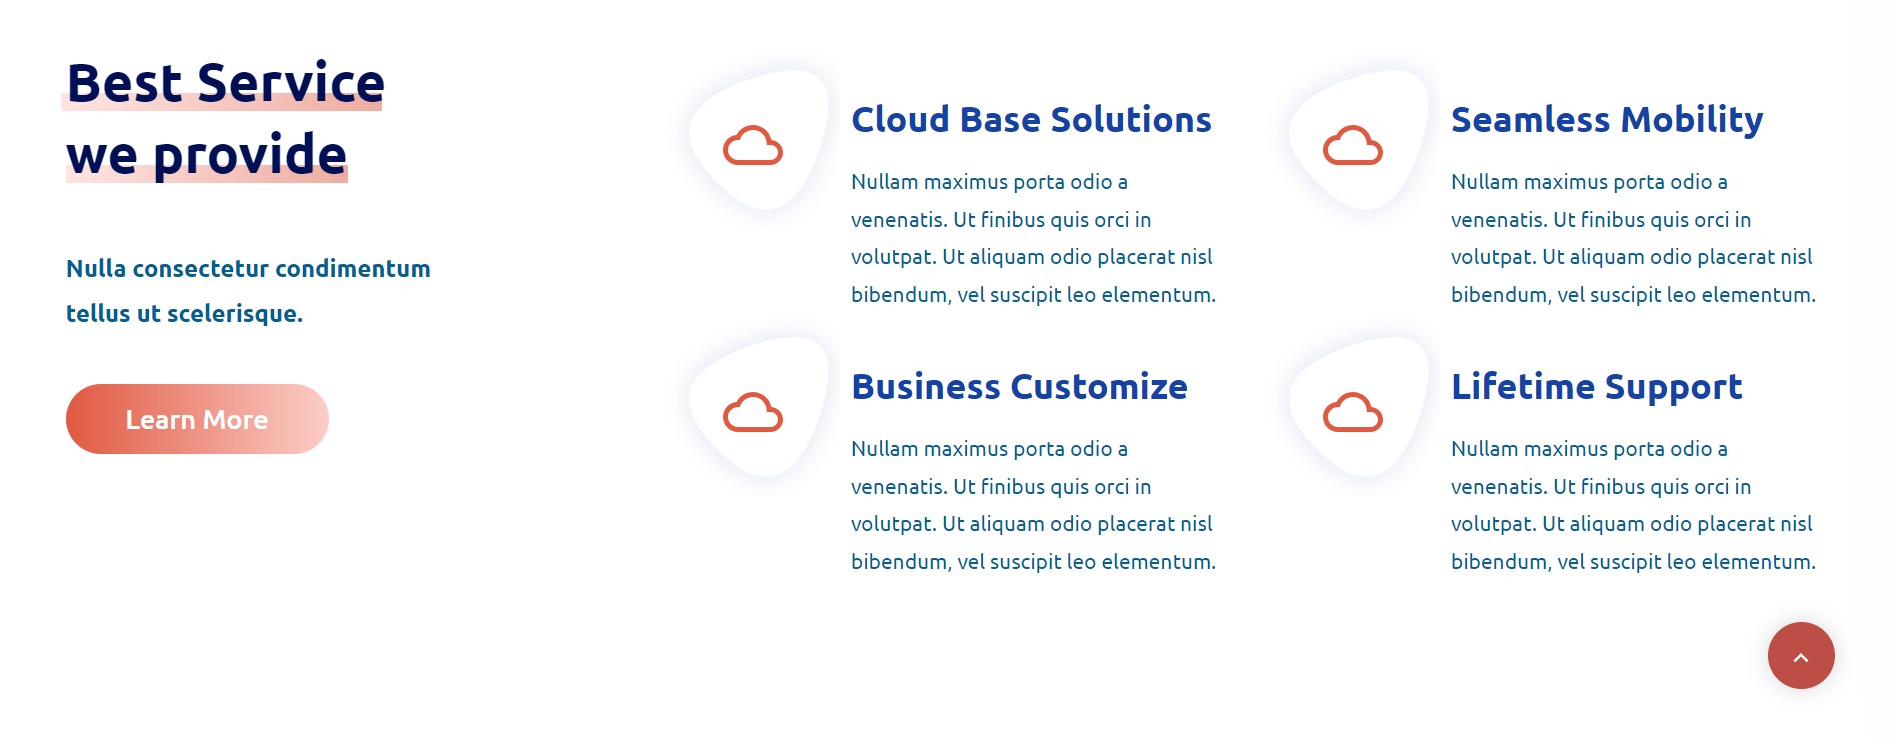 Best Service
we provide
Nulla consectetur condimentum
tellus ut scelerisque.
Learn More
Cloud Base Solutions
Nullam maximus porta odio a
venenatis. Ut finibus quis orci in
volutpat. Ut aliquam odio placerat nisl
bibendum, vel suscipit leo elementum.
Seamless Mobility
Nullam maximus porta odio a
venenatis. Ut finibus quis orci in
volutpat. Ut aliquam odio placerat nisl
bibendum, vel suscipit leo elementum.
Business Customize
Nullam maximus porta odio a
venenatis. Ut finibus quis orci in
volutpat. Ut aliquam odio placerat nisl
bibendum, vel suscipit leo elementum.
Lifetime Support
Nullam maximus porta odio a
venenatis. Ut finibus quis orci in
volutpat. Ut aliquam odio placerat nisl
bibendum, vel suscipit leo elementum.